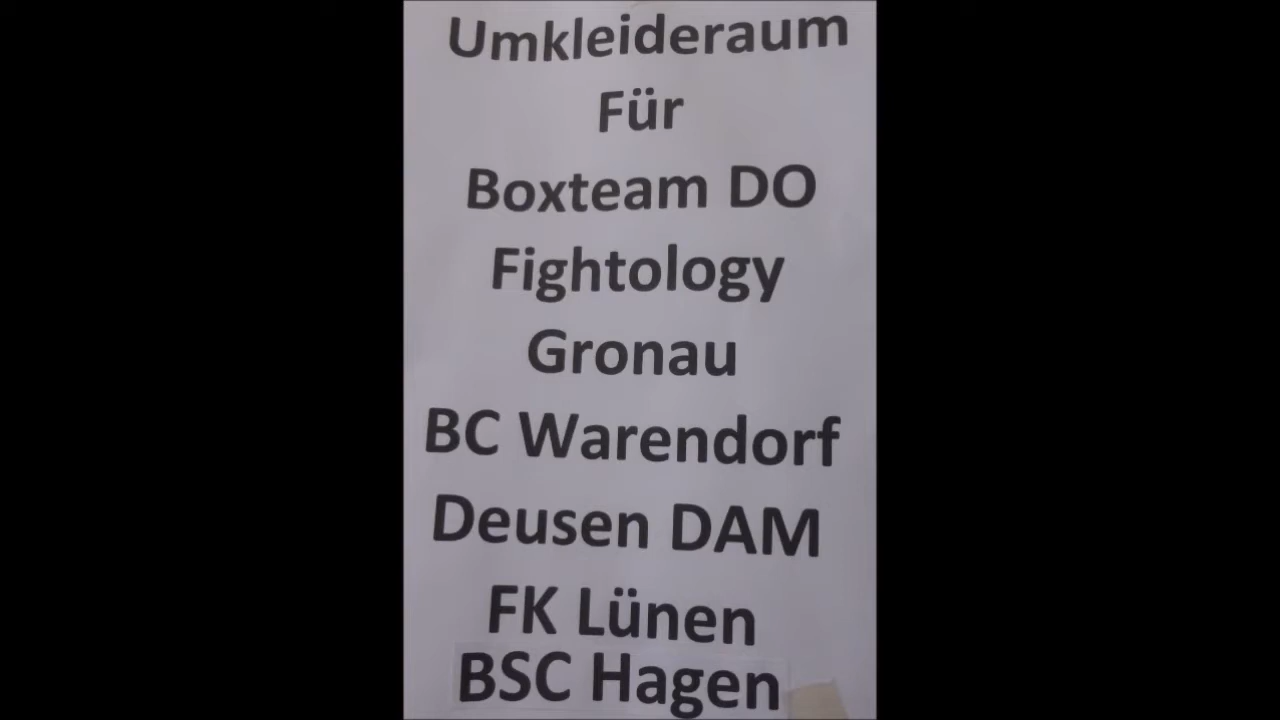 Umkleideraum
Für
Boxteam DO
Fightology
Gronau
BC Warendorf
Deusen DAM
FK Lünen
BSC Hagen